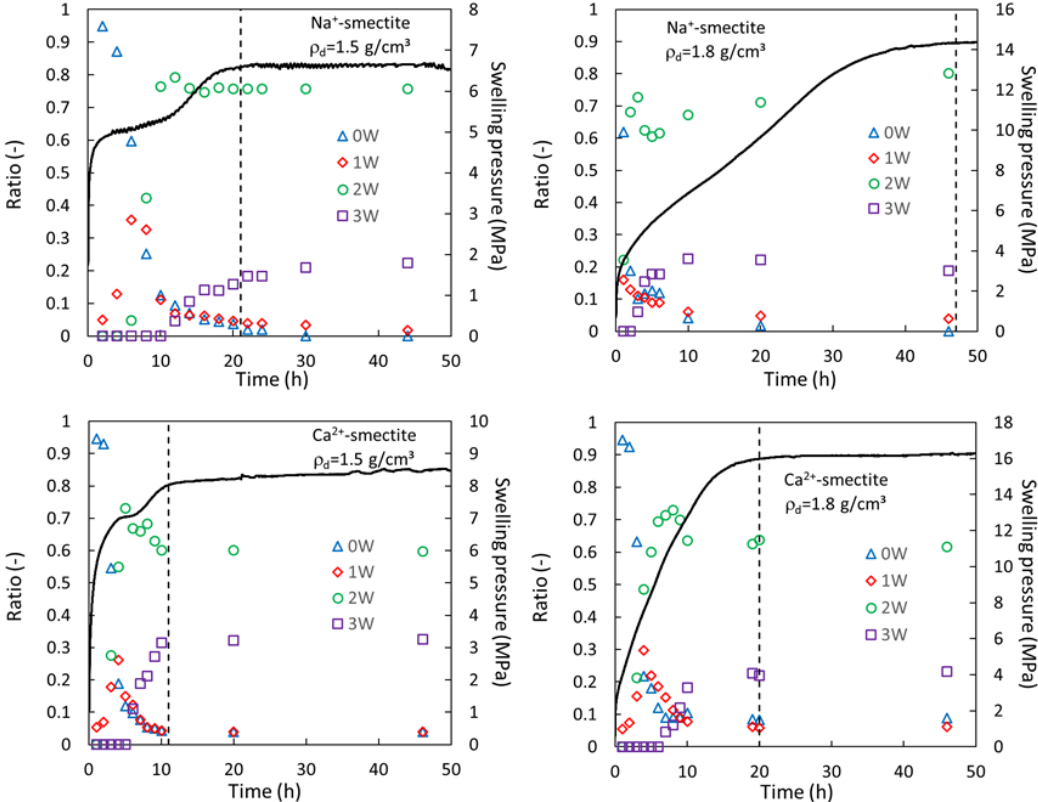 Na⁺-smectite
ρd=1.5 g/cm³
Ratio (-)
1
0.9
0.8
0.7
0.6
0.5
0.4
0.3
0.2
0.1
0
8
7
6
5
4
3
2
1
0
Swelling pressure (MPa)
0W
1W
2W
3W
0 10 20 30 40 50
Time (h)
Na⁺-smectite
ρd=1.8 g/cm³
Ratio (-)
1
0.9
0.8
0.7
0.6
0.5
0.4
0.3
0.2
0.1
0
16
14
12
10
8
6
4
2
0
Swelling pressure (MPa)
0W
1W
2W
3W
0 10 20 30 40 50
Time (h)
Ca²⁺-smectite
ρd=1.5 g/cm³
Ratio (-)
1
0.9
0.8
0.7
0.6
0.5
0.4
0.3
0.2
0.1
0
10
9
8
7
6
5
4
3
2
1
0
Swelling pressure (MPa)
0W
1W
2W
3W
0 10 20 30 40 50
Time (h)
Ca²⁺-smectite
ρd=1.8 g/cm³
Ratio (-)
1
0.9
0.8
0.7
0.6
0.5
0.4
0.3
0.2
0.1
0
18
16
14
12
10
8
6
4
2
0
Swelling pressure (MPa)
0W
1W
2W
3W
0 10 20 30 40 50
Time (h)